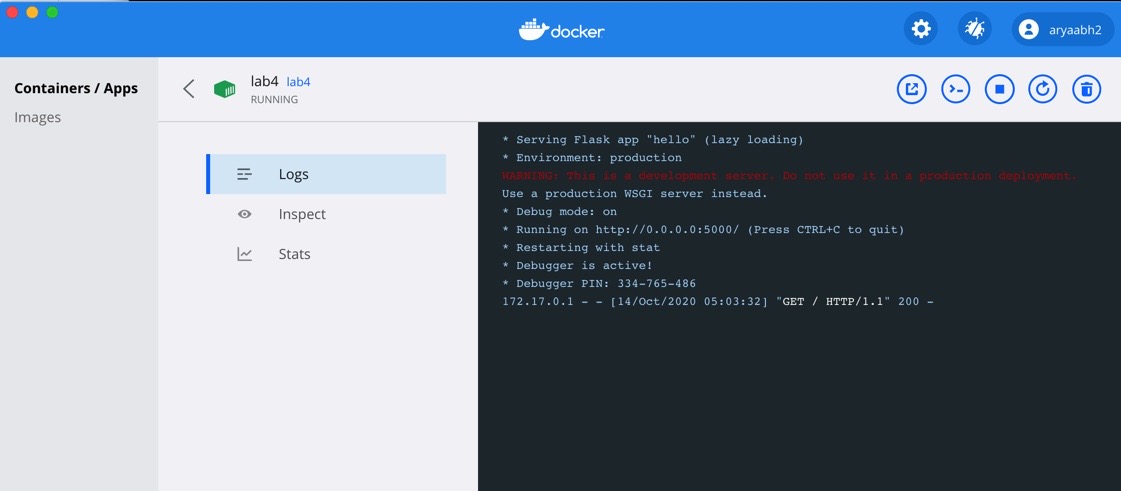 docker
aryaabh2
Containers / Apps
Images
lab4 lab4
RUNNING
Logs
Inspect
Stats
* Serving Flask app "hello" (lazy loading)
* Environment: production
WARNING: This is a development server. Do not use it in a production deployment.
Use a production WSGI server instead.
* Debug mode: on
* Running on http://0.0.0.0:5000/ (Press CTRL+C to quit)
* Restarting with stat
* Debugger is active!
* Debugger PIN: 334-765-486
172.17.0.1 - - [14/Oct/2020 05:03:32] "GET / HTTP/1.1" 200 -